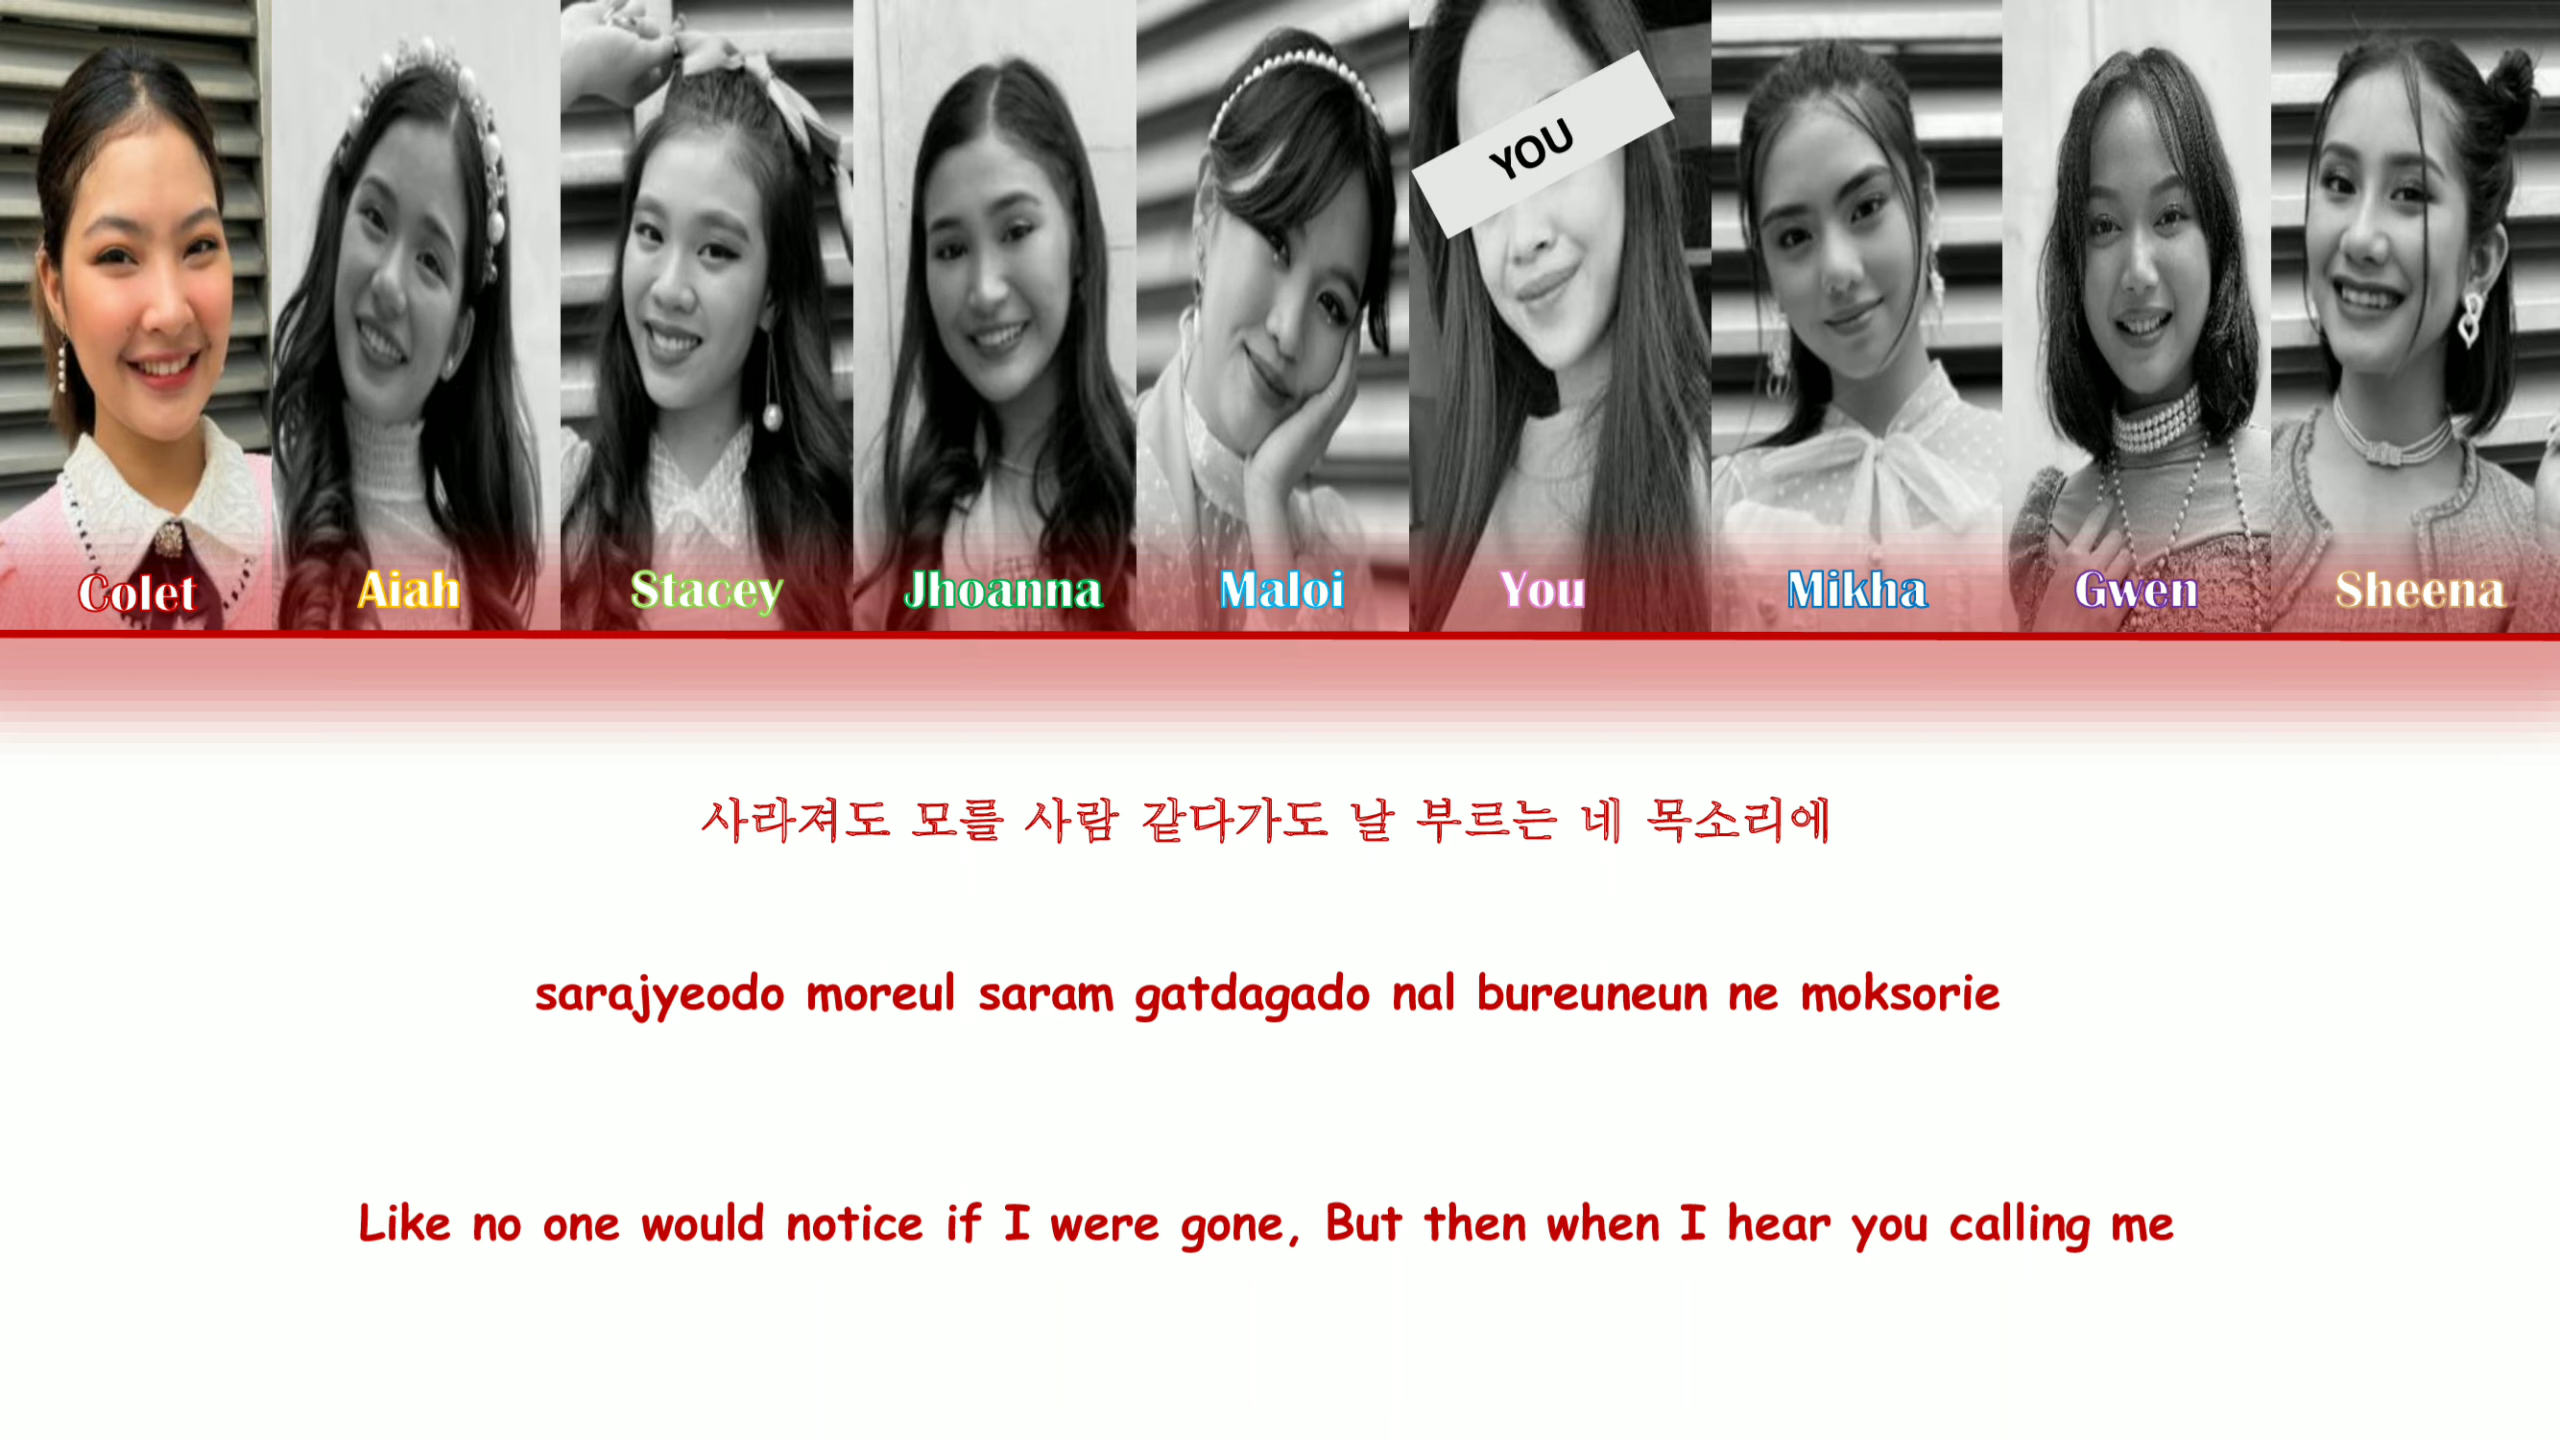 YOU
Colet Aiah Stacey Jhoanna Maloi You Mikha Gwen Sheena
사라져도 모를 사람 같다가도 날 부르는 네 목소리에
sarajyeodo moreul saram gatdagado nal bureuneun ne moksorie
Like no one would notice if I were gone, But then when I hear you calling me